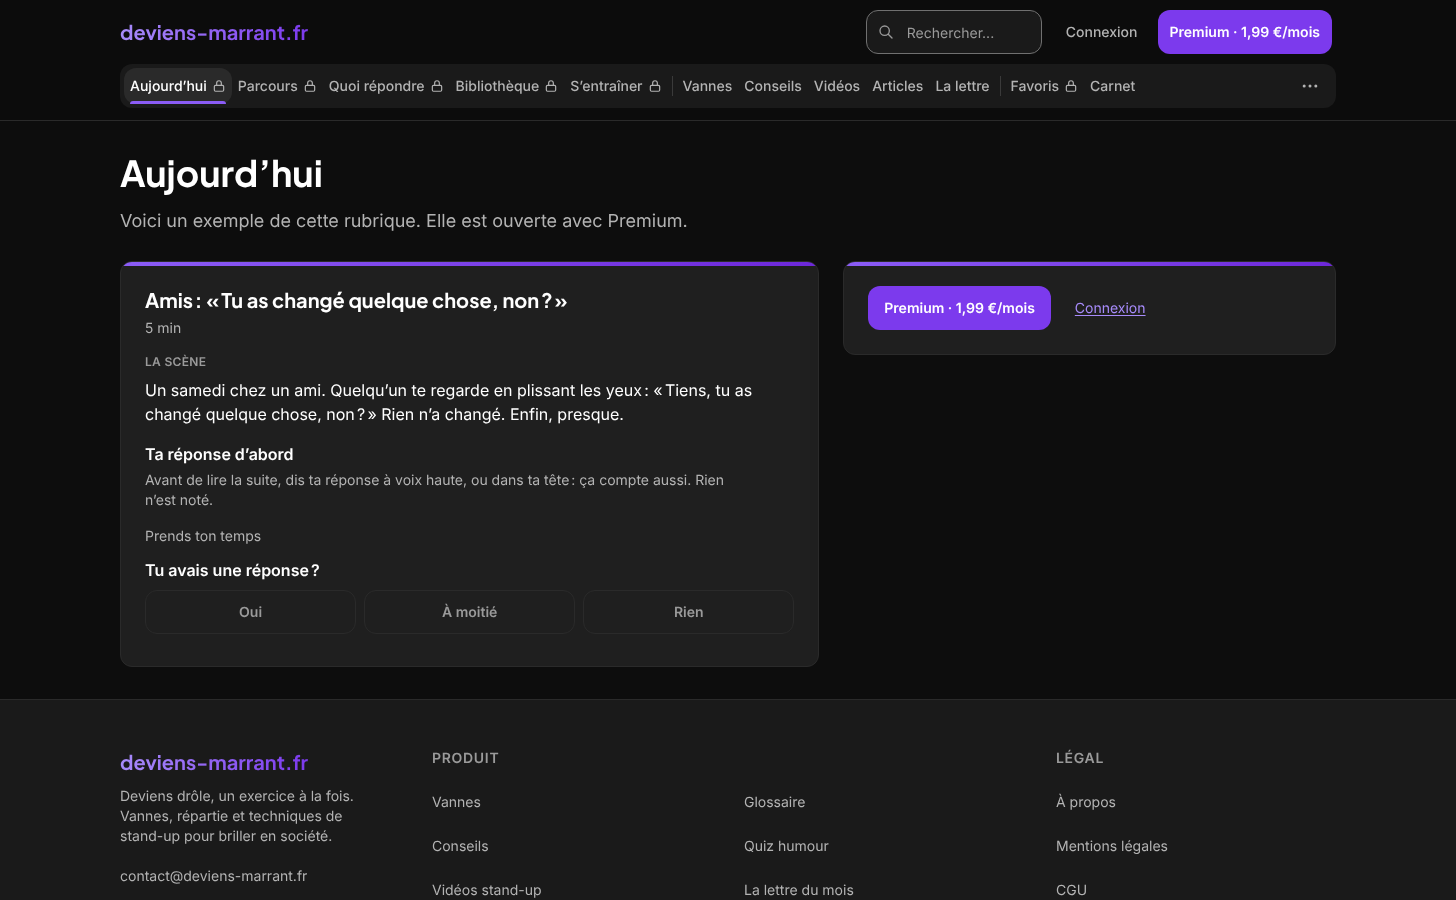 deviens-marrant.fr
Rechercher...
Connexion
Premium · 1,99 €/mois
Aujourd’hui
Parcours
Quoi répondre
Bibliothèque
S’entraîner
Vannes
Conseils
Vidéos
Articles
La lettre
Favoris
Carnet
Aujourd’hui
Voici un exemple de cette rubrique. Elle est ouverte avec Premium.
Amis : « Tu as changé quelque chose, non ? »
5 min
LA SCÈNE
Un samedi chez un ami. Quelqu’un te regarde en plissant les yeux : « Tiens, tu as
changé quelque chose, non ? » Rien n’a changé. Enfin, presque.
Ta réponse d’abord
Avant de lire la suite, dis ta réponse à voix haute, ou dans ta tête : ça compte aussi. Rien
n’est noté.
Prends ton temps
Tu avais une réponse ?
Oui
À moitié
Rien
Premium · 1,99 €/mois
Connexion
deviens-marrant.fr
Deviens drôle, un exercice à la fois.
Vannes, répartie et techniques de
stand-up pour briller en société.
contact@deviens-marrant.fr
PRODUIT
Vannes
Conseils
Vidéos stand-up
Glossaire
Quiz humour
La lettre du mois
LÉGAL
À propos
Mentions légales
CGU